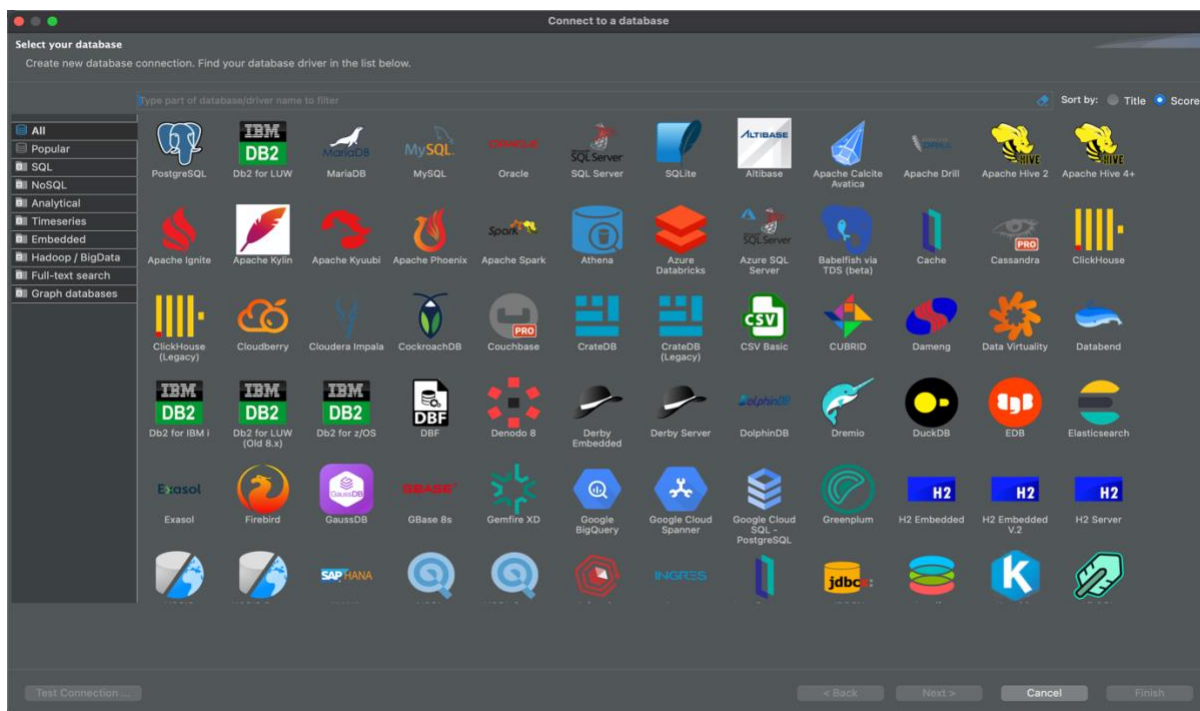 Connect to a database
Select your database
Create new database connection. Find your database driver in the list below.
Type part of database/driver name to filter
Sort by: Title Score
All
Popular
SQL
NoSQL
Analytical
Timeseries
Embedded
Hadoop / BigData
Full-text search
Graph databases
IBM
DB2
MariaDB
MySQL
ORACLE
SQL Server
ALTIBASE
DRILL
HIVE
HIVE
PostgreSQL
Db2 for LUW
MariaDB
MySQL
Oracle
SQL Server
SQLite
Altibase
Apache Calcite
Avatica
Apache Drill
Apache Hive 2
Apache Hive 4+
Spark
SQL Server
PRO
Apache Ignite
Apache Kylin
Apache Kyuubi
Apache Phoenix
Apache Spark
Athena
Azure
Databricks
Azure SQL
Server
Babelfish via
TDS (beta)
Cache
Cassandra
ClickHouse
PRO
CSV
ClickHouse
(Legacy)
Cloudberry
Cloudera Impala
CockroachDB
Couchbase
CrateDB
CrateDB
(Legacy)
CSV Basic
CUBRID
Dameng
Data Virtuality
Databend
IBM
DB2
IBM
DB2
IBM
DB2
DBF
DolphinDB
Db2 for IBM i
Db2 for LUW
(Old 8.x)
Db2 for z/OS
DBF
Denodo 8
Derby
Embedded
Derby Server
DolphinDB
Dremio
DuckDB
EDB
Elasticsearch
Exasol
GaussDB
GBASE
H2
H2
H2
Exasol
Firebird
GaussDB
GBase 8s
Gemfire XD
Google
BigQuery
Google Cloud
Spanner
Google Cloud
SQL -
PostgreSQL
Greenplum
H2 Embedded
H2 Embedded
V.2
H2 Server
SAP HANA
INGRES
jdbc:
K
Test Connection ...
< Back
Next >
Cancel
Finish